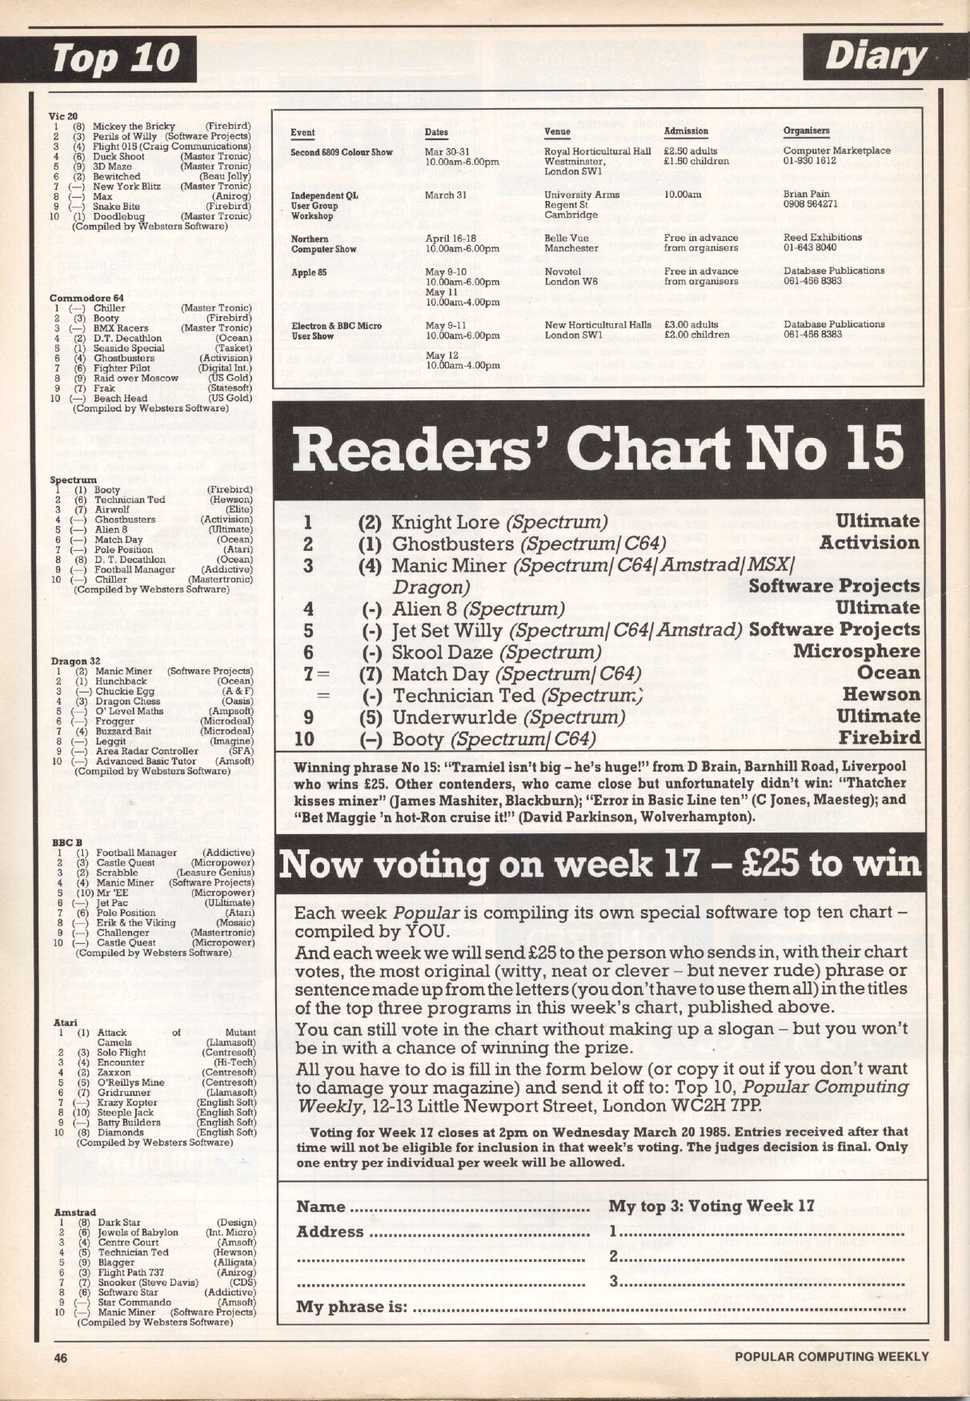 Top 10
Diary
Vic 20
1 (8) Mickey the Bricky (Firebird)
2 (3) Perils of Willy (Software Projects)
3 (4) Flight 015 (Craig Communications)
4 (6) Duck Shoot (Master Tronic)
5 (9) 3D Maze (Master Tronic)
6 (2) Bewitched (Beau Jolly)
7 (—) New York Blitz (Master Tronic)
8 (—) Max (Anirog)
9 (—) Snake Bite (Firebird)
10 (1) Doodlebug (Master Tronic)
(Compiled by Websters Software)
Commodore 64
1 (—) Chiller (Master Tronic)
2 (3) Booty (Firebird)
3 (—) BMX Racers (Master Tronic)
4 (2) D.T. Decathlon (Ocean)
5 (1) Seaside Special (Tasket)
6 (4) Ghostbusters (Activision)
7 (6) Fighter Pilot (Digital Int.)
8 (9) Raid over Moscow (US Gold)
9 (7) Frak (Statesoft)
10 (—) Beach Head (US Gold)
(Compiled by Websters Software)
Spectrum
1 (1) Booty (Firebird)
2 (6) Technician Ted (Hewson)
3 (7) Airwolf (Elite)
4 (—) Ghostbusters (Activision)
5 (—) Alien 8 (Ultimate)
6 (—) Match Day (Ocean)
7 (—) Pole Position (Atari)
8 (8) D. T. Decathlon (Ocean)
9 (—) Football Manager (Addictive)
10 (—) Chiller (Mastertronic)
(Compiled by Websters Software)
Dragon 32
1 (2) Manic Miner (Software Projects)
2 (1) Hunchback (Ocean)
3 (—) Chuckie Egg (A & F)
4 (3) Dragon Chess (Oasis)
5 (—) O' Level Maths (Ampsoft)
6 (—) Frogger (Microdeal)
7 (4) Buzzard Bait (Microdeal)
8 (—) Leggit (Imagine)
9 (—) Area Radar Controller (SFA)
10 (—) Advanced Basic Tutor (Amsoft)
(Compiled by Websters Software)
BBC B
1 (1) Football Manager (Addictive)
2 (3) Castle Quest (Micropower)
3 (2) Scrabble (Leasure Genius)
4 (4) Manic Miner (Software Projects)
5 (10) Mr 'EE (Micropower)
6 (—) Jet Pac (ULltimate)
7 (6) Pole Position (Atari)
8 (—) Erik & the Viking (Mosaic)
9 (—) Challenger (Mastertronic)
10 (—) Castle Quest (Micropower)
(Compiled by Websters Software)
Atari
1 (1) Attack of Mutant
Camels (Llamasoft)
2 (3) Solo Flight (Centresoft)
3 (4) Encounter (Hi-Tech)
4 (2) Zaxxon (Centresoft)
5 (5) O'Reillys Mine (Centresoft)
6 (7) Gridrunner (Llamasoft)
7 (—) Krazy Kopter (English Soft)
8 (10) Steeple Jack (English Soft)
9 (—) Batty Builders (English Soft)
10 (8) Diamonds (English Soft)
(Compiled by Websters Software)
Amstrad
1 (8) Dark Star (Design)
2 (6) Jewels of Babylon (Int. Micro)
3 (4) Centre Court (Amsoft)
4 (5) Technician Ted (Hewson)
5 (9) Blagger (Alligata)
6 (3) Flight Path 737 (Anirog)
7 (7) Snooker (Steve Davis) (CDS)
8 (6) Software Star (Addictive)
9 (—) Star Commando (Amsoft)
10 (—) Manic Miner (Software Projects)
(Compiled by Websters Software)
Event Dates Venue Admission Organisers
Second 6809 Colour Show Mar 30-31 Royal Horticultural Hall £2.50 adults Computer Marketplace
10.00am-6.00pm Westminster, £1.50 children 01-930 1612
London SW1
Independent QL March 31 University Arms 10.00am Brian Pain
User Group Regent St 0908 564271
Workshop Cambridge
Northern April 16-18 Belle Vue Free in advance Reed Exhibitions
Computer Show 10.00am-6.00pm Manchester from organisers 01-643 8040
Apple 85 May 9-10 Novotel Free in advance Database Publications
10.00am-6.00pm London W6 from organisers 061-456 8383
May 11
10.00am-4.00pm
Electron & BBC Micro May 9-11 New Horticultural Halls £3.00 adults Database Publications
User Show 10.00am-6.00pm London SW1 £2.00 children 061-456 8383
May 12
10.00am-4.00pm
Readers' Chart No 15
1 (2) Knight Lore (Spectrum) Ultimate
2 (1) Ghostbusters (Spectrum/C64) Activision
3 (4) Manic Miner (Spectrum/C64/Amstrad/MSX/
Dragon) Software Projects
4 (-) Alien 8 (Spectrum) Ultimate
5 (-) Jet Set Willy (Spectrum/C64/Amstrad) Software Projects
6 (-) Skool Daze (Spectrum) Microsphere
7= (7) Match Day (Spectrum/C64) Ocean
= (-) Technician Ted (Spectrum) Hewson
9 (5) Underwurlde (Spectrum) Ultimate
10 (–) Booty (Spectrum/C64) Firebird
Winning phrase No 15: "Tramiel isn't big – he's huge!" from D Brain, Barnhill Road, Liverpool
who wins £25. Other contenders, who came close but unfortunately didn't win: "Thatcher
kisses miner" (James Mashiter, Blackburn); "Error in Basic Line ten" (C Jones, Maesteg); and
"Bet Maggie 'n hot-Ron cruise it!" (David Parkinson, Wolverhampton).
Now voting on week 17 – £25 to win
Each week Popular is compiling its own special software top ten chart –
compiled by YOU.
And each week we will send £25 to the person who sends in, with their chart
votes, the most original (witty, neat or clever – but never rude) phrase or
sentence made up from the letters (you don't have to use them all) in the titles
of the top three programs in this week's chart, published above.
You can still vote in the chart without making up a slogan – but you won't
be in with a chance of winning the prize.
All you have to do is fill in the form below (or copy it out if you don't want
to damage your magazine) and send it off to: Top 10, Popular Computing
Weekly, 12-13 Little Newport Street, London WC2H 7PP.
Voting for Week 17 closes at 2pm on Wednesday March 20 1985. Entries received after that
time will not be eligible for inclusion in that week's voting. The judges decision is final. Only
one entry per individual per week will be allowed.
Name ........ My top 3: Voting Week 17
Address ........ 1........
........ 2........
........ 3........
My phrase is: ........
46
POPULAR COMPUTING WEEKLY